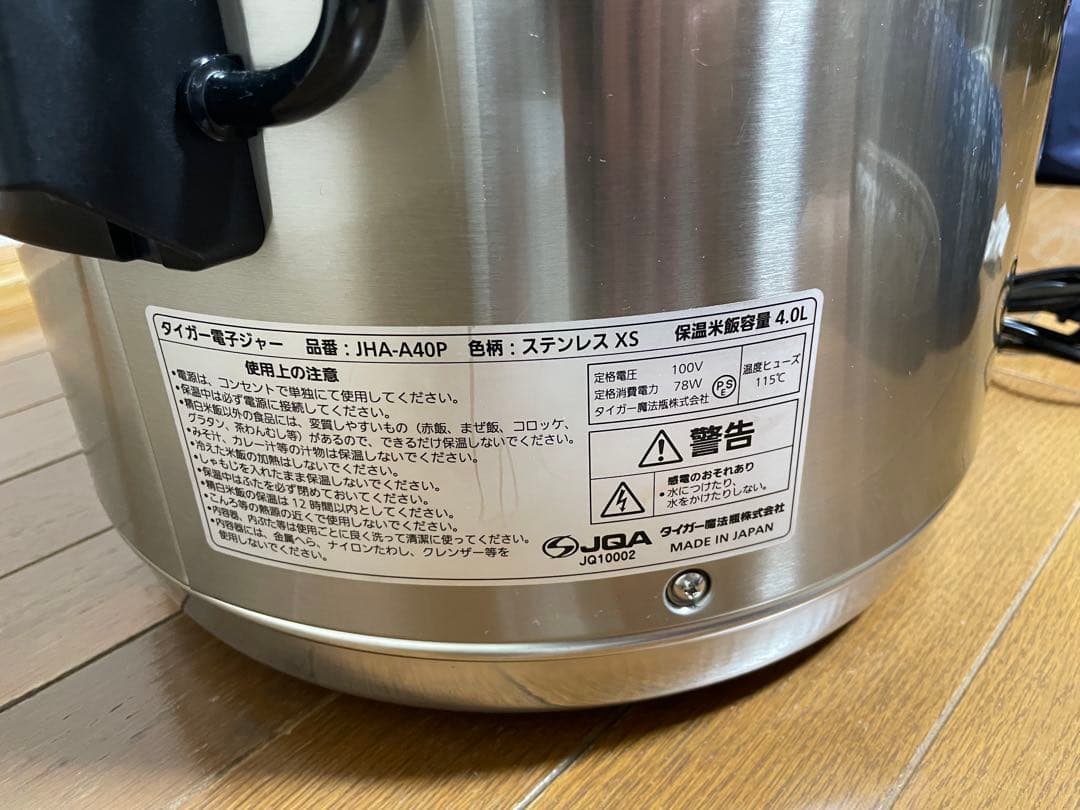 タイガー電子ジャー 品番：JHA-A40P 色柄：ステンレス XS 保温米飯容量 4.0L
使用上の注意
•電源は、コンセントで単独にて使用してください。
•保温中は必ず電源に接続してください。
•精白米飯以外の食品には、変質しやすいもの（赤飯、まぜ飯、コロッケ、
グラタン、茶わんむし等）があるので、できるだけ保温しないでください。
•みそ汁、カレー汁等の汁物は保温しないでください。
•冷えた米飯の加熱はしないでください。
•しゃもじを入れたまま保温しないでください。
•保温中はふたを必ず閉めておいてください。
•精白米飯の保温は12時間以内としてください。
•こんろ等の熱源の近くで使用しないでください。
•内容器、内ぶた等は使用ごとに良く洗って清潔に使ってください。
•内容器には、金属へら、ナイロンたわし、クレンザー等を
使用しないでください。
定格電圧 100V
定格消費電力 78W
タイガー魔法瓶株式会社
PSE
温度ヒューズ
115℃
警告
感電のおそれあり
•水につけたり、
水をかけたりしない。
JQA
JQ10002
タイガー魔法瓶株式会社
MADE IN JAPAN